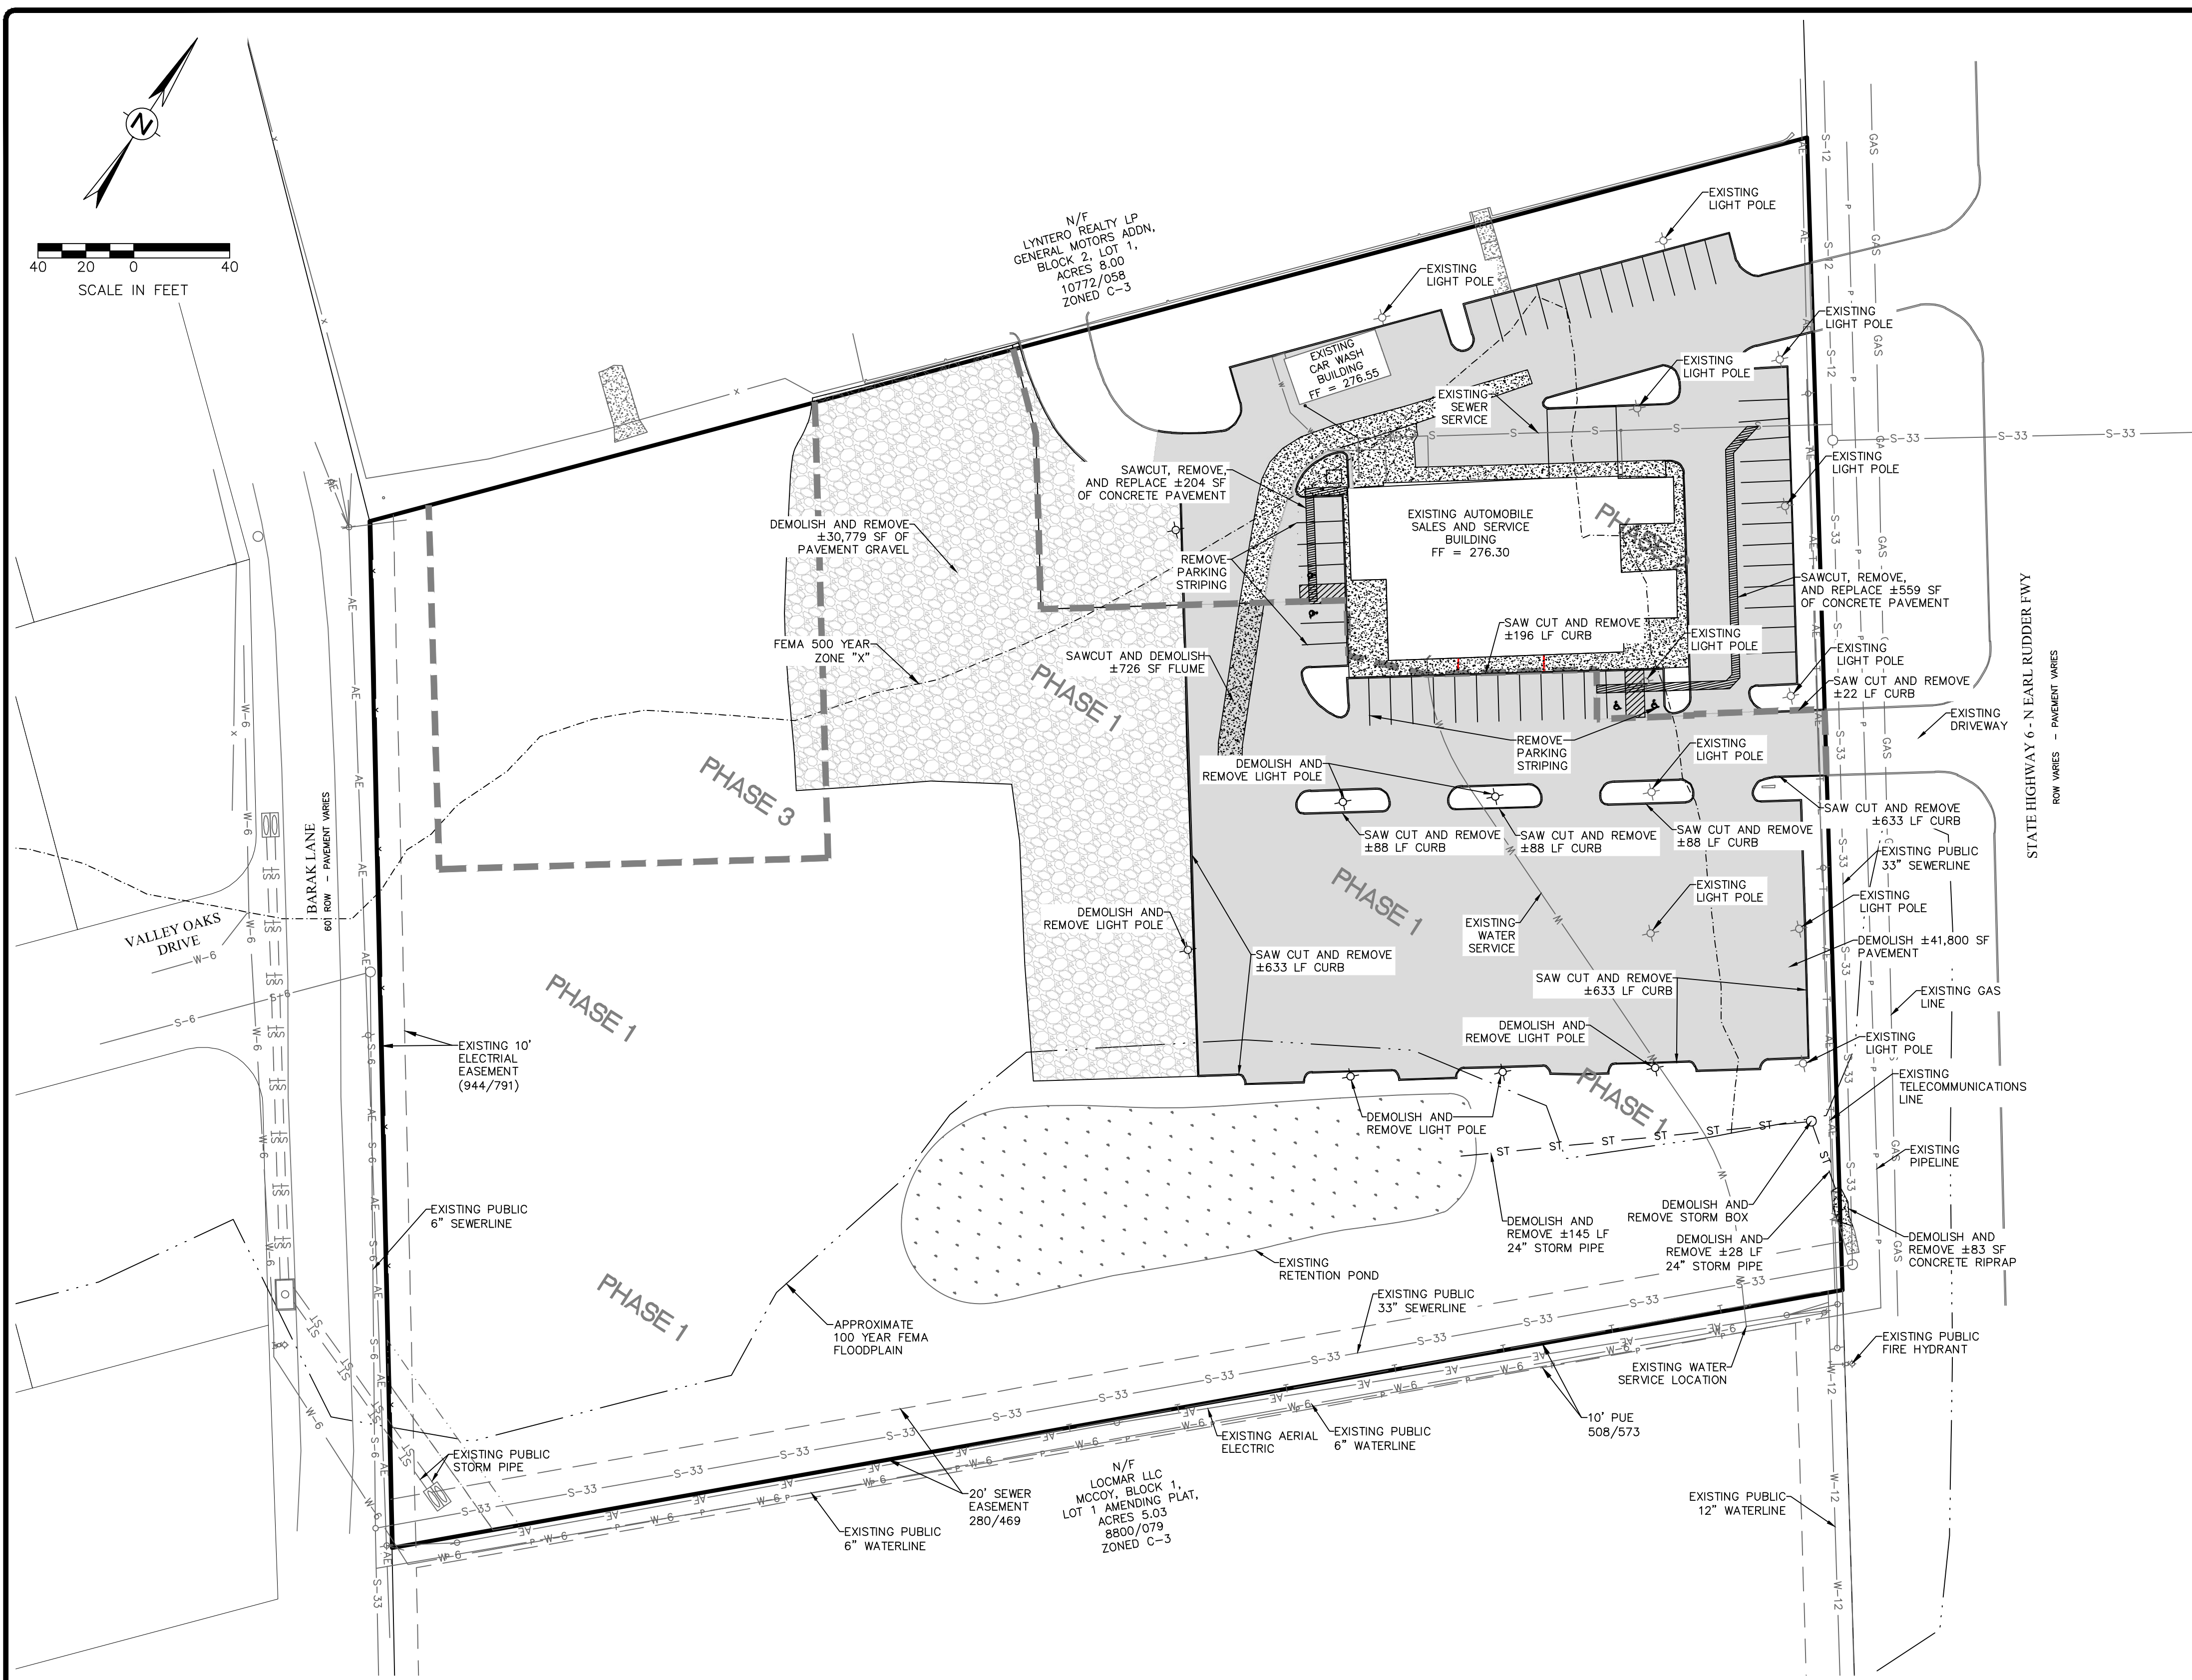 N
40
20
0
40
SCALE IN FEET
N/F
LYNTERO REALTY LP
GENERAL MOTORS ADDN,
BLOCK 2, LOT 1,
ACRES 8.00
10772/058
ZONED C-3
EXISTING
LIGHT POLE
EXISTING
LIGHT POLE
EXISTING
LIGHT POLE
EXISTING
LIGHT POLE
EXISTING
CAR WASH
BUILDING
FF = 276.55
EXISTING
SEWER
SERVICE
EXISTING
LIGHT POLE
SAWCUT, REMOVE,
AND REPLACE ±204 SF
OF CONCRETE PAVEMENT
DEMOLISH AND REMOVE
±30,779 SF OF
PAVEMENT GRAVEL
EXISTING AUTOMOBILE
SALES AND SERVICE
BUILDING
FF = 276.30
REMOVE
PARKING
STRIPING
SAWCUT, REMOVE,
AND REPLACE ±559 SF
OF CONCRETE PAVEMENT
SAW CUT AND REMOVE
±196 LF CURB
EXISTING
LIGHT POLE
FEMA 500 YEAR
ZONE "X"
SAWCUT AND DEMOLISH
±726 SF FLUME
EXISTING
LIGHT POLE
SAW CUT AND REMOVE
±22 LF CURB
EXISTING
DRIVEWAY
STATE HIGHWAY 6 - N EARL RUDDER FWY
ROW VARIES - PAVEMENT VARIES
PHASE 1
PHASE 3
REMOVE
PARKING
STRIPING
EXISTING
LIGHT POLE
DEMOLISH AND
REMOVE LIGHT POLE
SAW CUT AND REMOVE
±88 LF CURB
SAW CUT AND REMOVE
±88 LF CURB
SAW CUT AND REMOVE
±88 LF CURB
SAW CUT AND REMOVE
±633 LF CURB
EXISTING PUBLIC
33" SEWERLINE
BARAK LANE
60' ROW - PAVEMENT VARIES
VALLEY OAKS
DRIVE
PHASE 1
EXISTING
LIGHT POLE
EXISTING
LIGHT POLE
DEMOLISH AND
REMOVE LIGHT POLE
EXISTING
WATER
SERVICE
DEMOLISH ±41,800 SF
PAVEMENT
SAW CUT AND REMOVE
±633 LF CURB
SAW CUT AND REMOVE
±633 LF CURB
EXISTING GAS
LINE
PHASE 1
DEMOLISH AND
REMOVE LIGHT POLE
EXISTING
LIGHT POLE
EXISTING 10'
ELECTRIAL
EASEMENT
(944/791)
EXISTING
TELECOMMUNICATIONS
LINE
PHASE 1
DEMOLISH AND
REMOVE LIGHT POLE
EXISTING
PIPELINE
EXISTING PUBLIC
6" SEWERLINE
DEMOLISH AND
REMOVE STORM BOX
DEMOLISH AND
REMOVE ±145 LF
24" STORM PIPE
DEMOLISH AND
REMOVE ±28 LF
24" STORM PIPE
DEMOLISH AND
REMOVE ±83 SF
CONCRETE RIPRAP
EXISTING
RETENTION POND
PHASE 1
EXISTING PUBLIC
33" SEWERLINE
APPROXIMATE
100 YEAR FEMA
FLOODPLAIN
EXISTING PUBLIC
FIRE HYDRANT
EXISTING WATER
SERVICE LOCATION
10' PUE
508/573
EXISTING AERIAL
ELECTRIC
EXISTING PUBLIC
6" WATERLINE
EXISTING PUBLIC
STORM PIPE
N/F
LOCMAR LLC
MCCOY, BLOCK 1,
LOT 1 AMENDING PLAT,
ACRES 5.03
8800/079
ZONED C-3
20' SEWER
EASEMENT
280/469
EXISTING PUBLIC
6" WATERLINE
EXISTING PUBLIC
12" WATERLINE